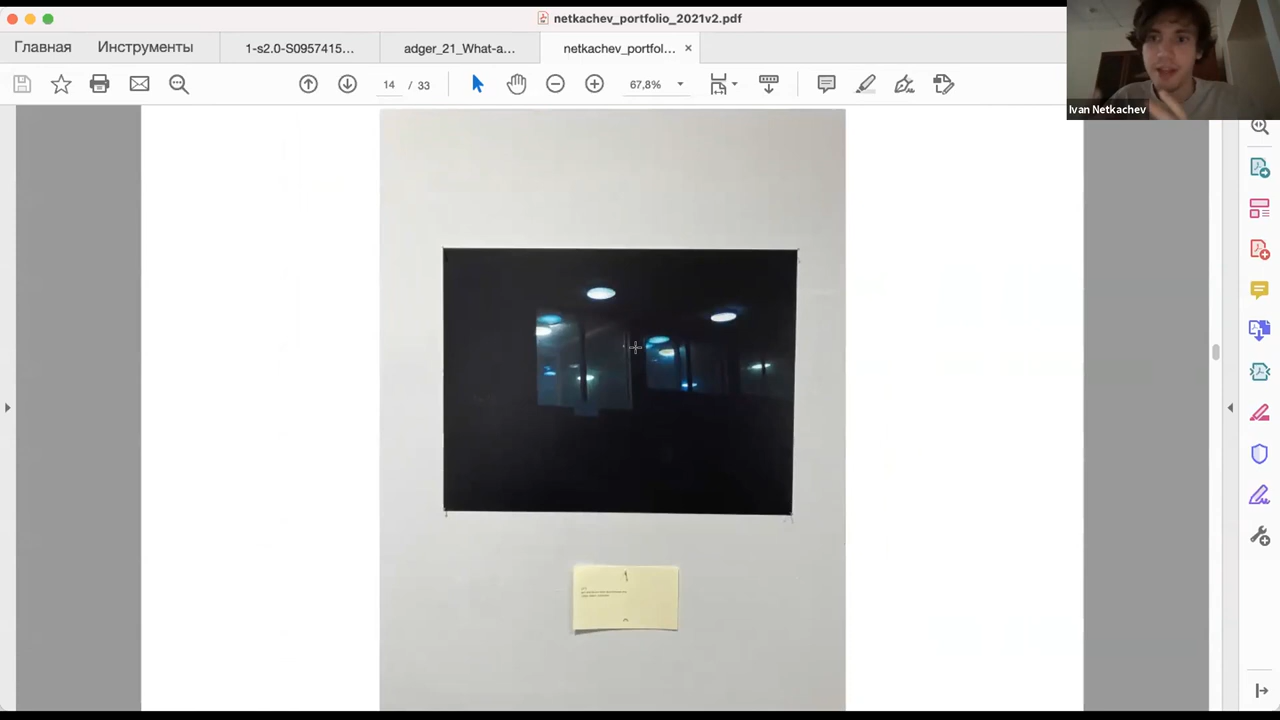 netkachev_portfolio_2021v2.pdf
Главная
Инструменты
1-s2.0-S0957415...
adger_21_What-a...
netkachev_portfol...
14 / 33
67,8%
Ivan Netkachev